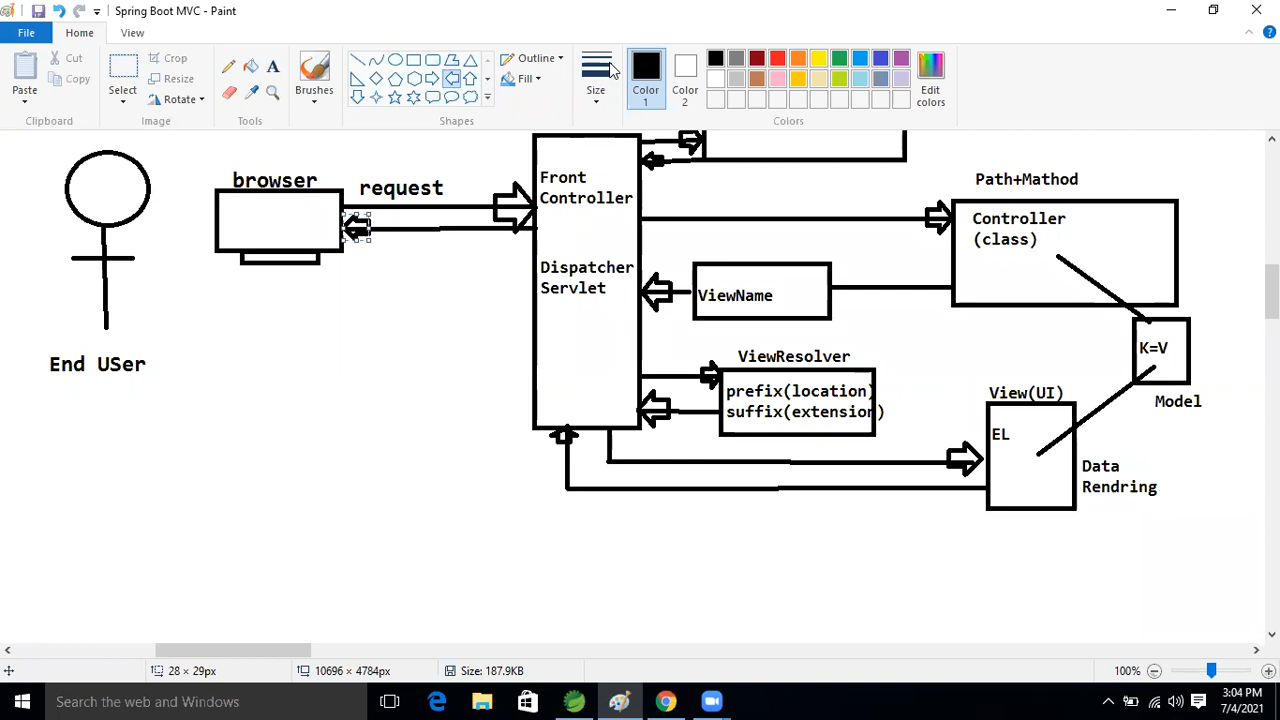 Spring Boot MVC - Paint
File
Home
View
Paste
Cut
Copy
Clipboard
Select
Crop
Resize
Rotate
Image
A
Tools
Brushes
Shapes
Outline
Fill
Size
Color
1
Color
2
Edit
colors
Colors
browser
request
End USer
Front
Controller
Dispatcher
Servlet
Path+Mathod
Controller
(class)
ViewName
K=V
Model
ViewResolver
prefix(location)
suffix(extension)
View(UI)
EL
Data
Rendring
28 × 29px
10696 × 4784px
Size: 187.9KB
100%
Search the web and Windows
3:04 PM
7/4/2021